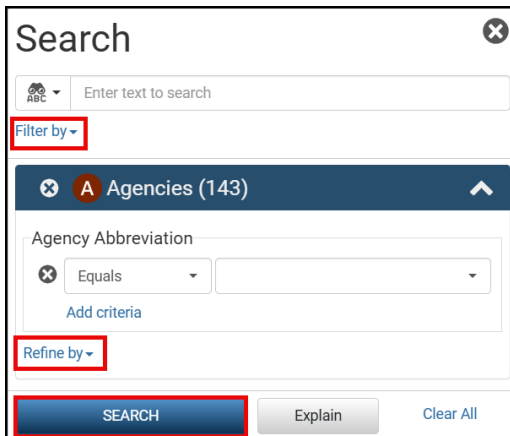 Search
ABC
Enter text to search
Filter by
A Agencies (143)
Agency Abbreviation
Equals
Add criteria
Refine by
SEARCH Explain Clear All